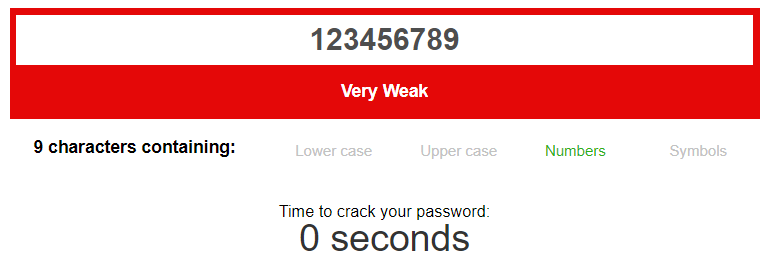 123456789
Very Weak
9 characters containing: Lower case Upper case Numbers Symbols
Time to crack your password:
0 seconds